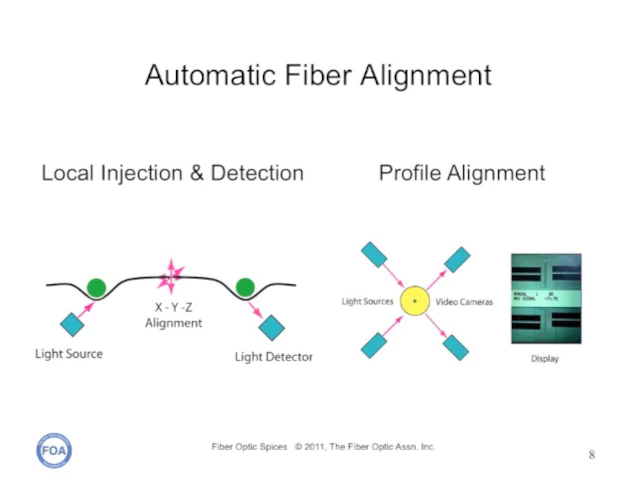 Automatic Fiber Alignment
Local Injection & Detection
Profile Alignment
X - Y -Z
Alignment
Light Source
Light Detector
Light Sources
Video Cameras
Display
FOA
Fiber Optic Spices © 2011, The Fiber Optic Assn. Inc.
8